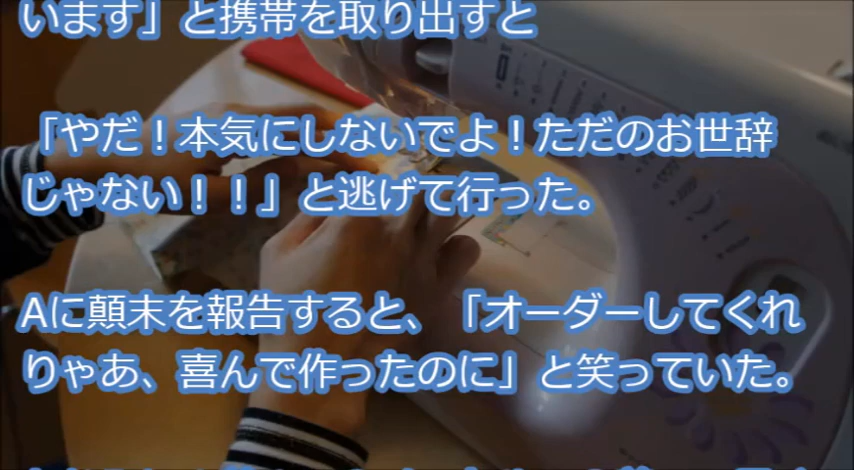 います」と携帯を取り出すと
「やだ！本気にしないでよ！ただのお世辞
じゃない！！」と逃げて行った。
Aに顛末を報告すると、「オーダーしてくれ
りゃあ、喜んで作ったのに」と笑っていた。